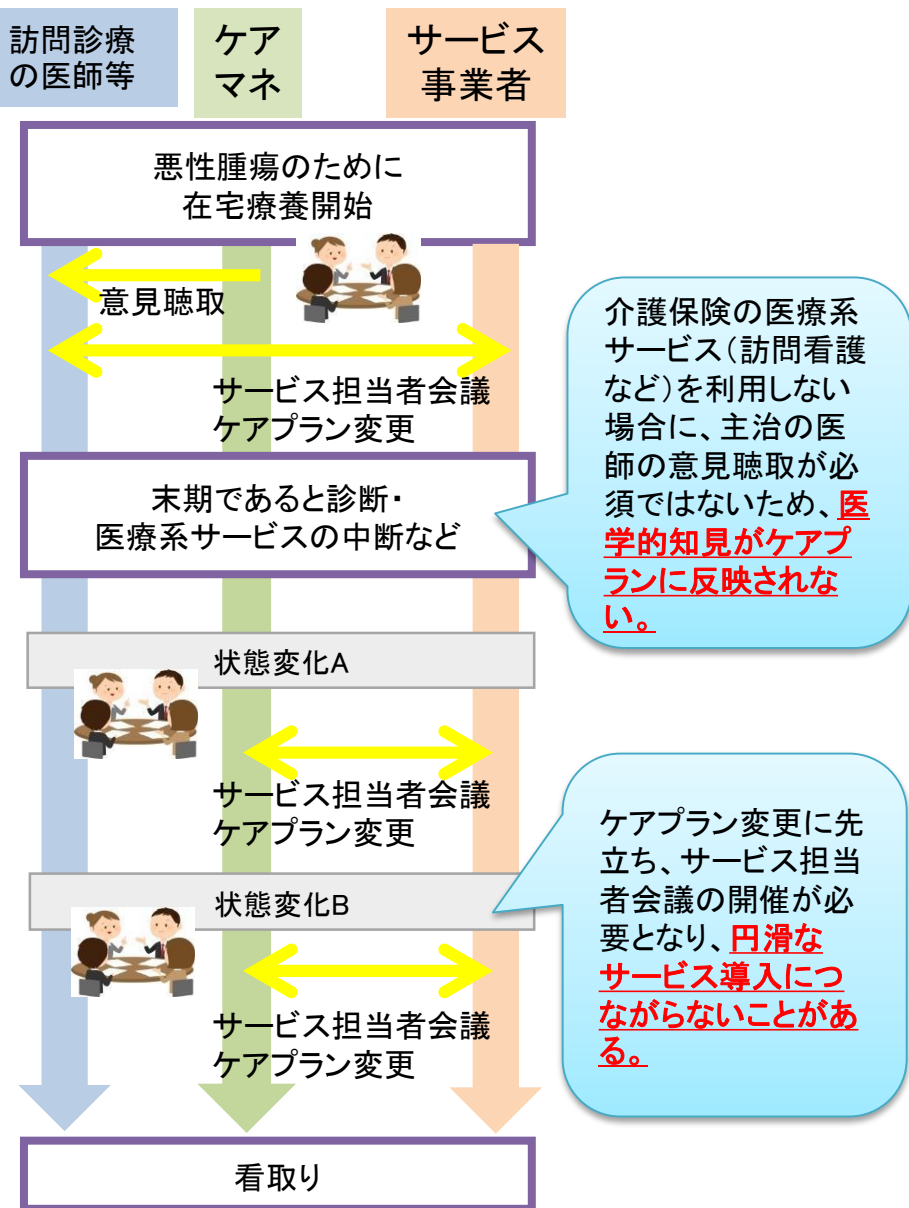 訪問診療
の医師等
ケア
マネ
サービス
事業者
悪性腫瘍のために
在宅療養開始
意見聴取
サービス担当者会議
ケアプラン変更
介護保険の医療系
サービス(訪問看護
など)を利用しない
場合に、主治の医
師の意見聴取が必
須ではないため、医
学的知見がケアプ
ランに反映されな
い。
末期であると診断・
医療系サービスの中断など
状態変化A
サービス担当者会議
ケアプラン変更
ケアプラン変更に先
立ち、サービス担当
者会議の開催が必
要となり、円滑な
サービス導入につ
ながらないことがあ
る。
状態変化B
サービス担当者会議
ケアプラン変更
看取り